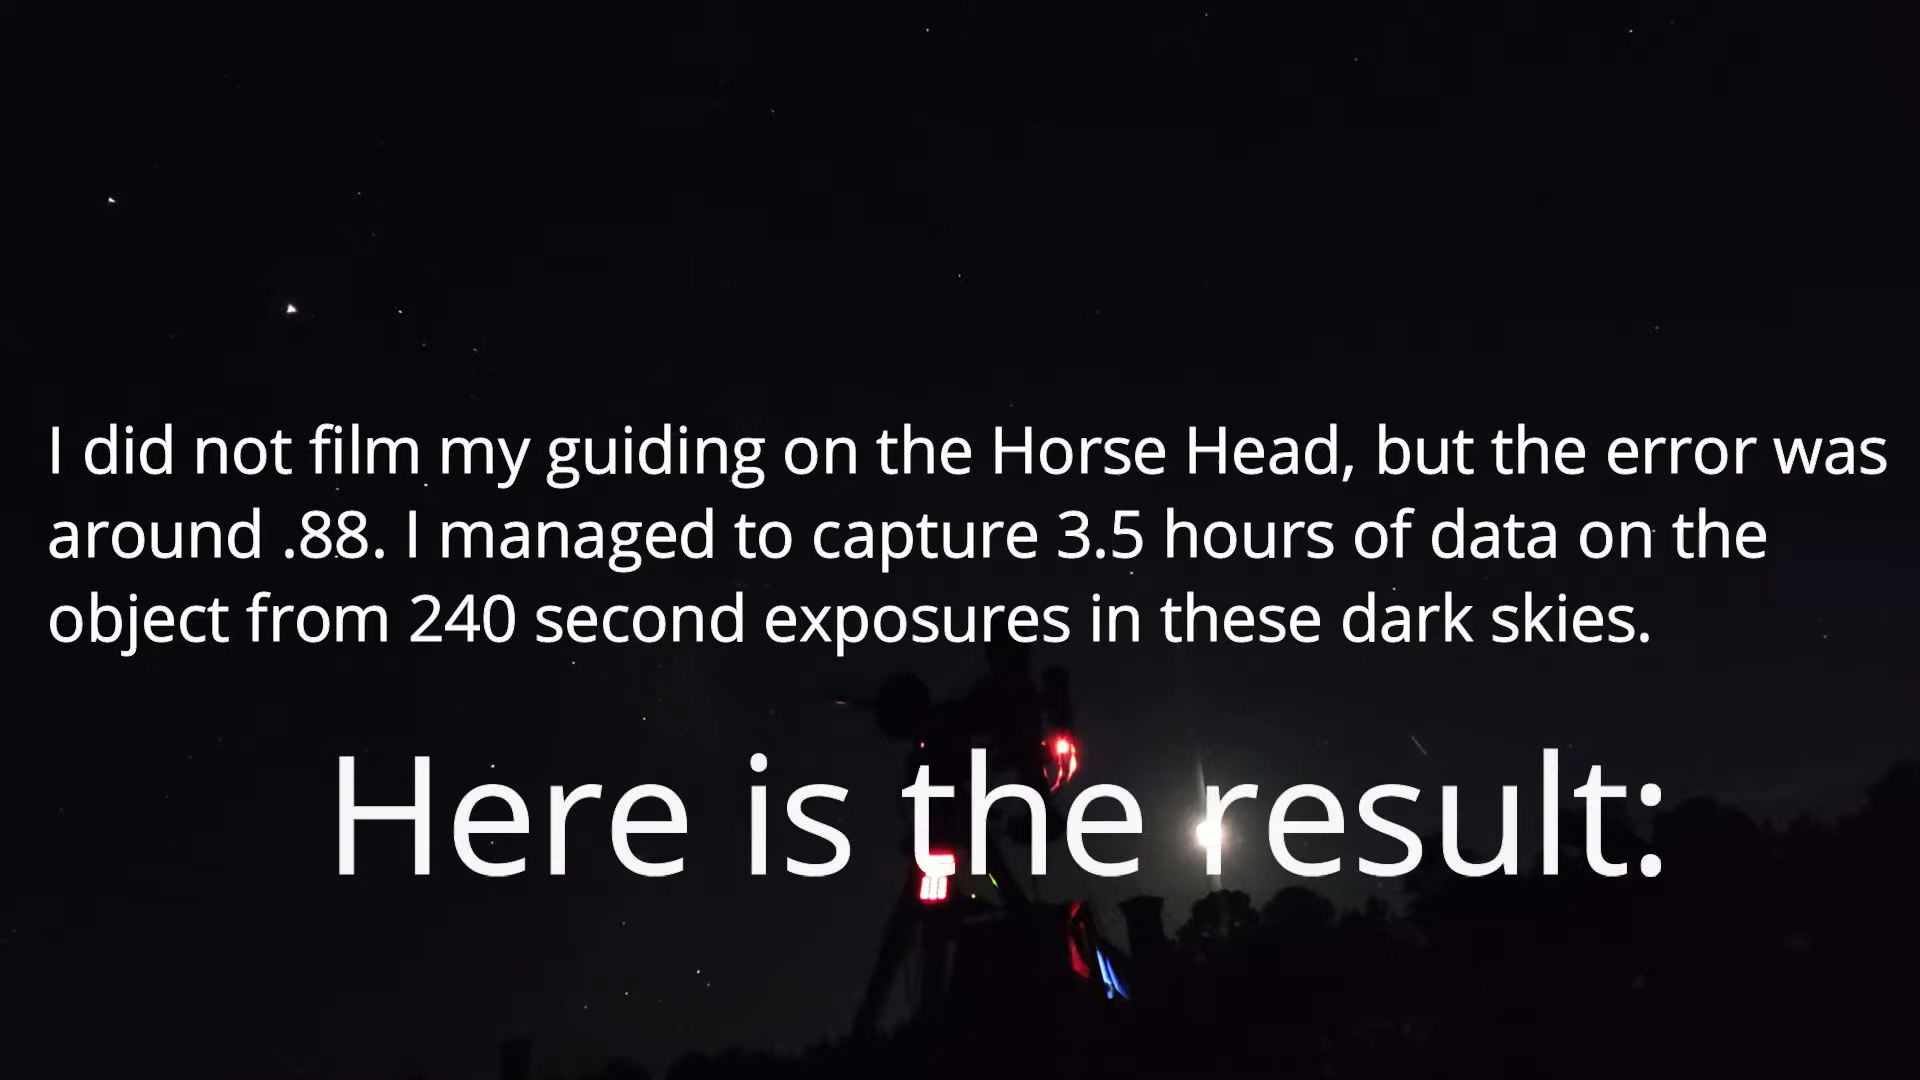 I did not film my guiding on the Horse Head, but the error was
around .88. I managed to capture 3.5 hours of data on the
object from 240 second exposures in these dark skies.
Here is the result: